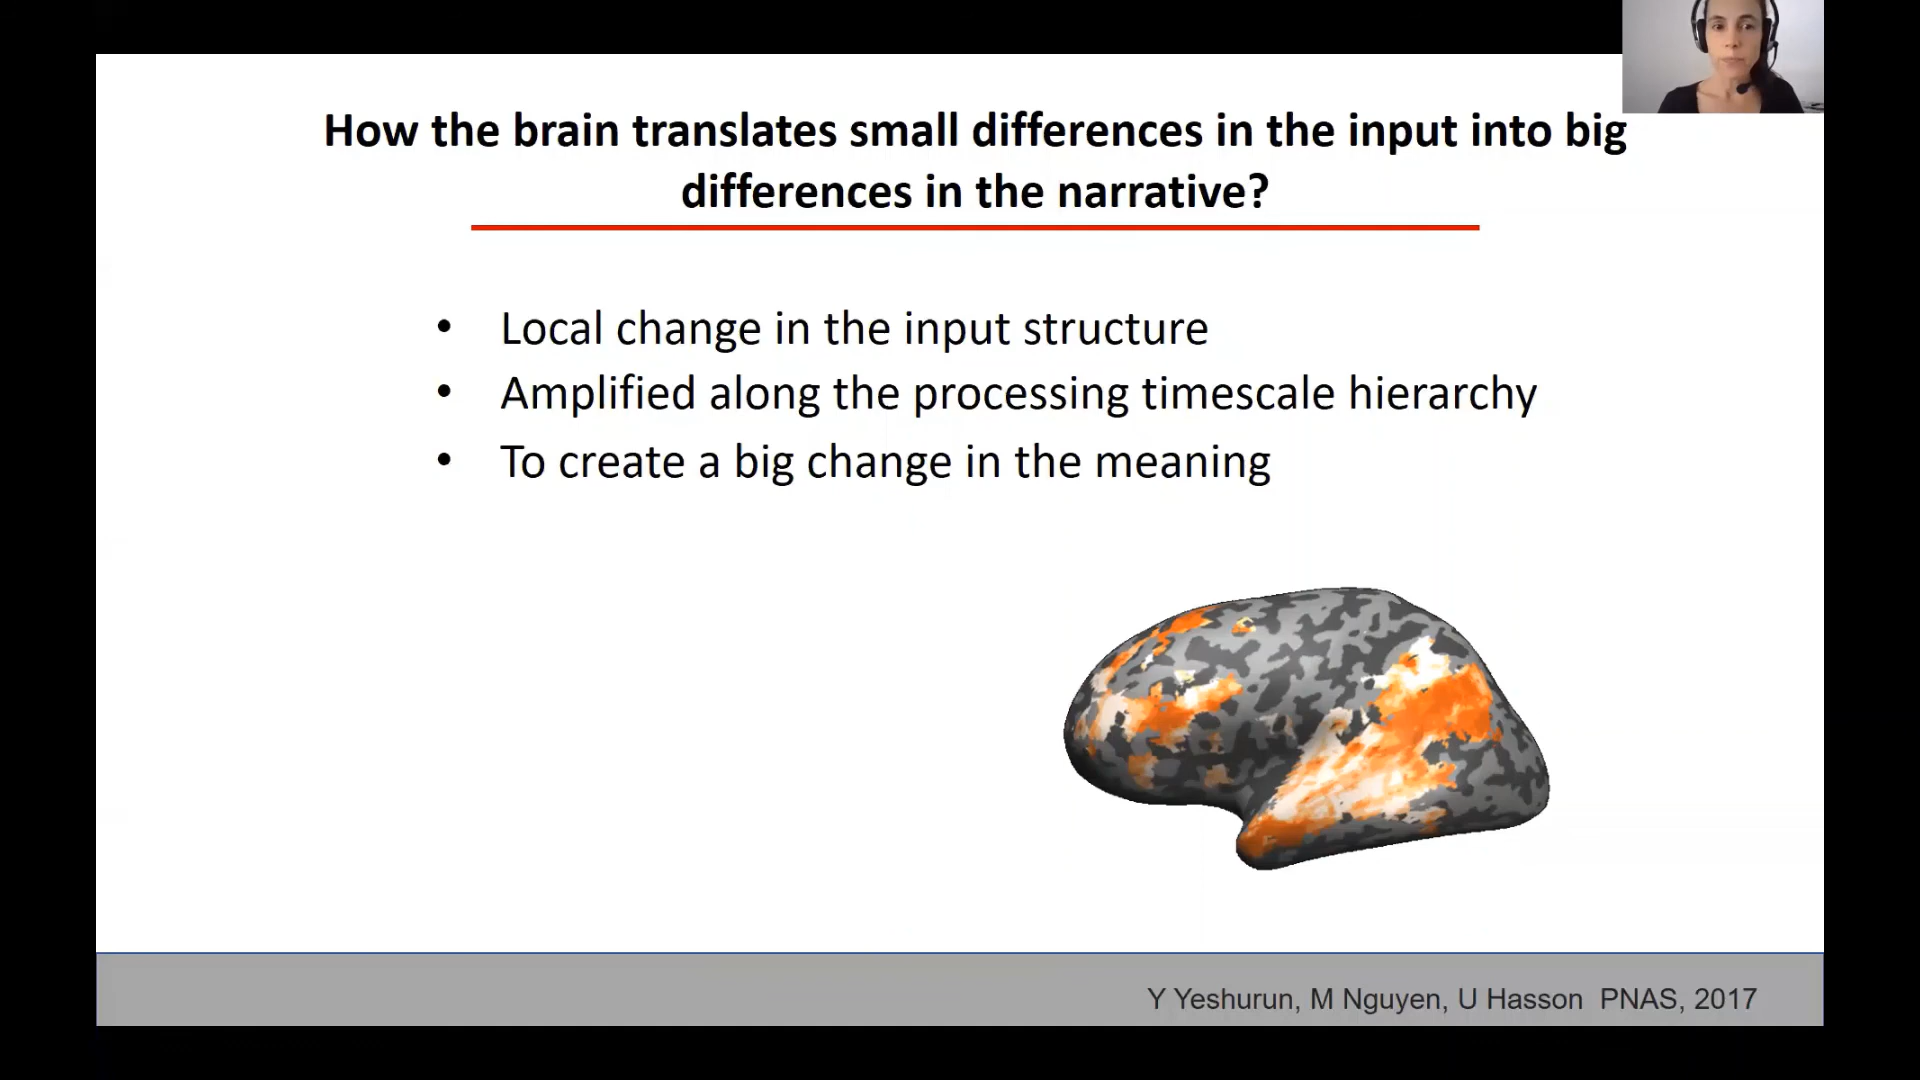 How the brain translates small differences in the input into big
differences in the narrative?
• Local change in the input structure
• Amplified along the processing timescale hierarchy
• To create a big change in the meaning
Y Yeshurun, M Nguyen, U Hasson PNAS, 2017